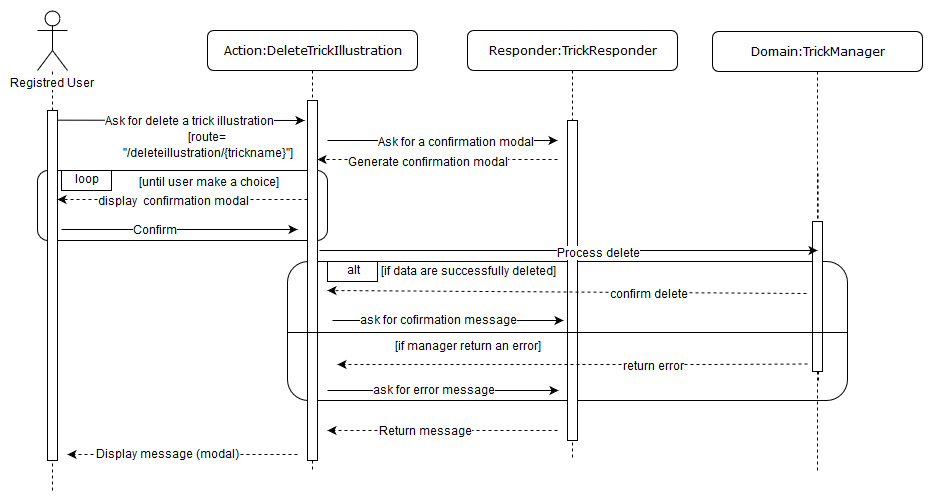 Action:DeleteTrickIllustration
Responder:TrickResponder
Domain:TrickManager
Registred User
Ask for delete a trick illustration
[route=
"/deleteillustration/{trickname}"]
Ask for a confirmation modal
Generate confirmation modal
loop
[until user make a choice]
display confirmation modal
Confirm
Process delete
alt
[if data are successfully deleted]
confirm delete
ask for cofirmation message
[if manager return an error]
return error
ask for error message
Return message
Display message (modal)